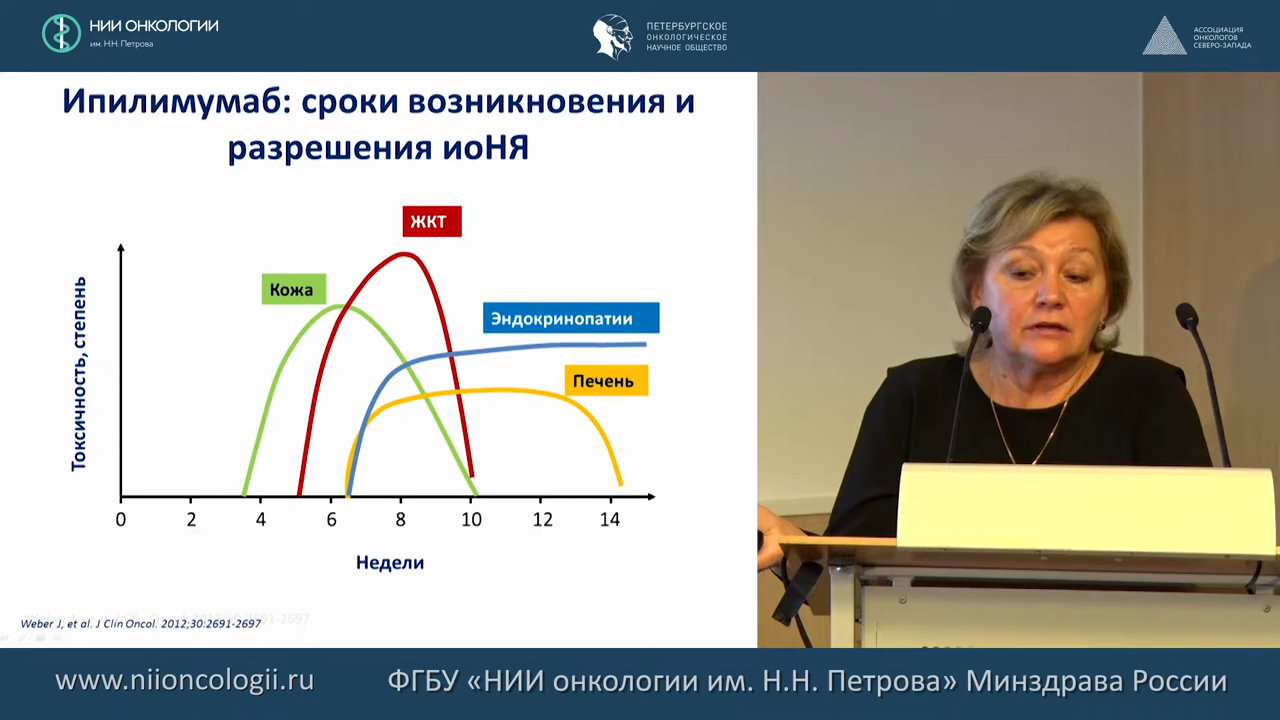 НИИ ОНКОЛОГИИ
им. Н.Н. Петрова
ПЕТЕРБУРГСКОЕ
ОНКОЛОГИЧЕСКОЕ
НАУЧНОЕ ОБЩЕСТВО
АССОЦИАЦИЯ
ОНКОЛОГОВ
СЕВЕРО-ЗАПАДА
Ипилимумаб: сроки возникновения и
разрешения иоНЯ
ЖКТ
Кожа
Эндокринопатии
Печень
Токсичность, степень
0 2 4 6 8 10 12 14
Недели
Weber J, et al. J Clin Oncol. 2012;30:2691-2697
www.niioncologii.ru
ФГБУ «НИИ онкологии им. Н.Н. Петрова» Минздрава России